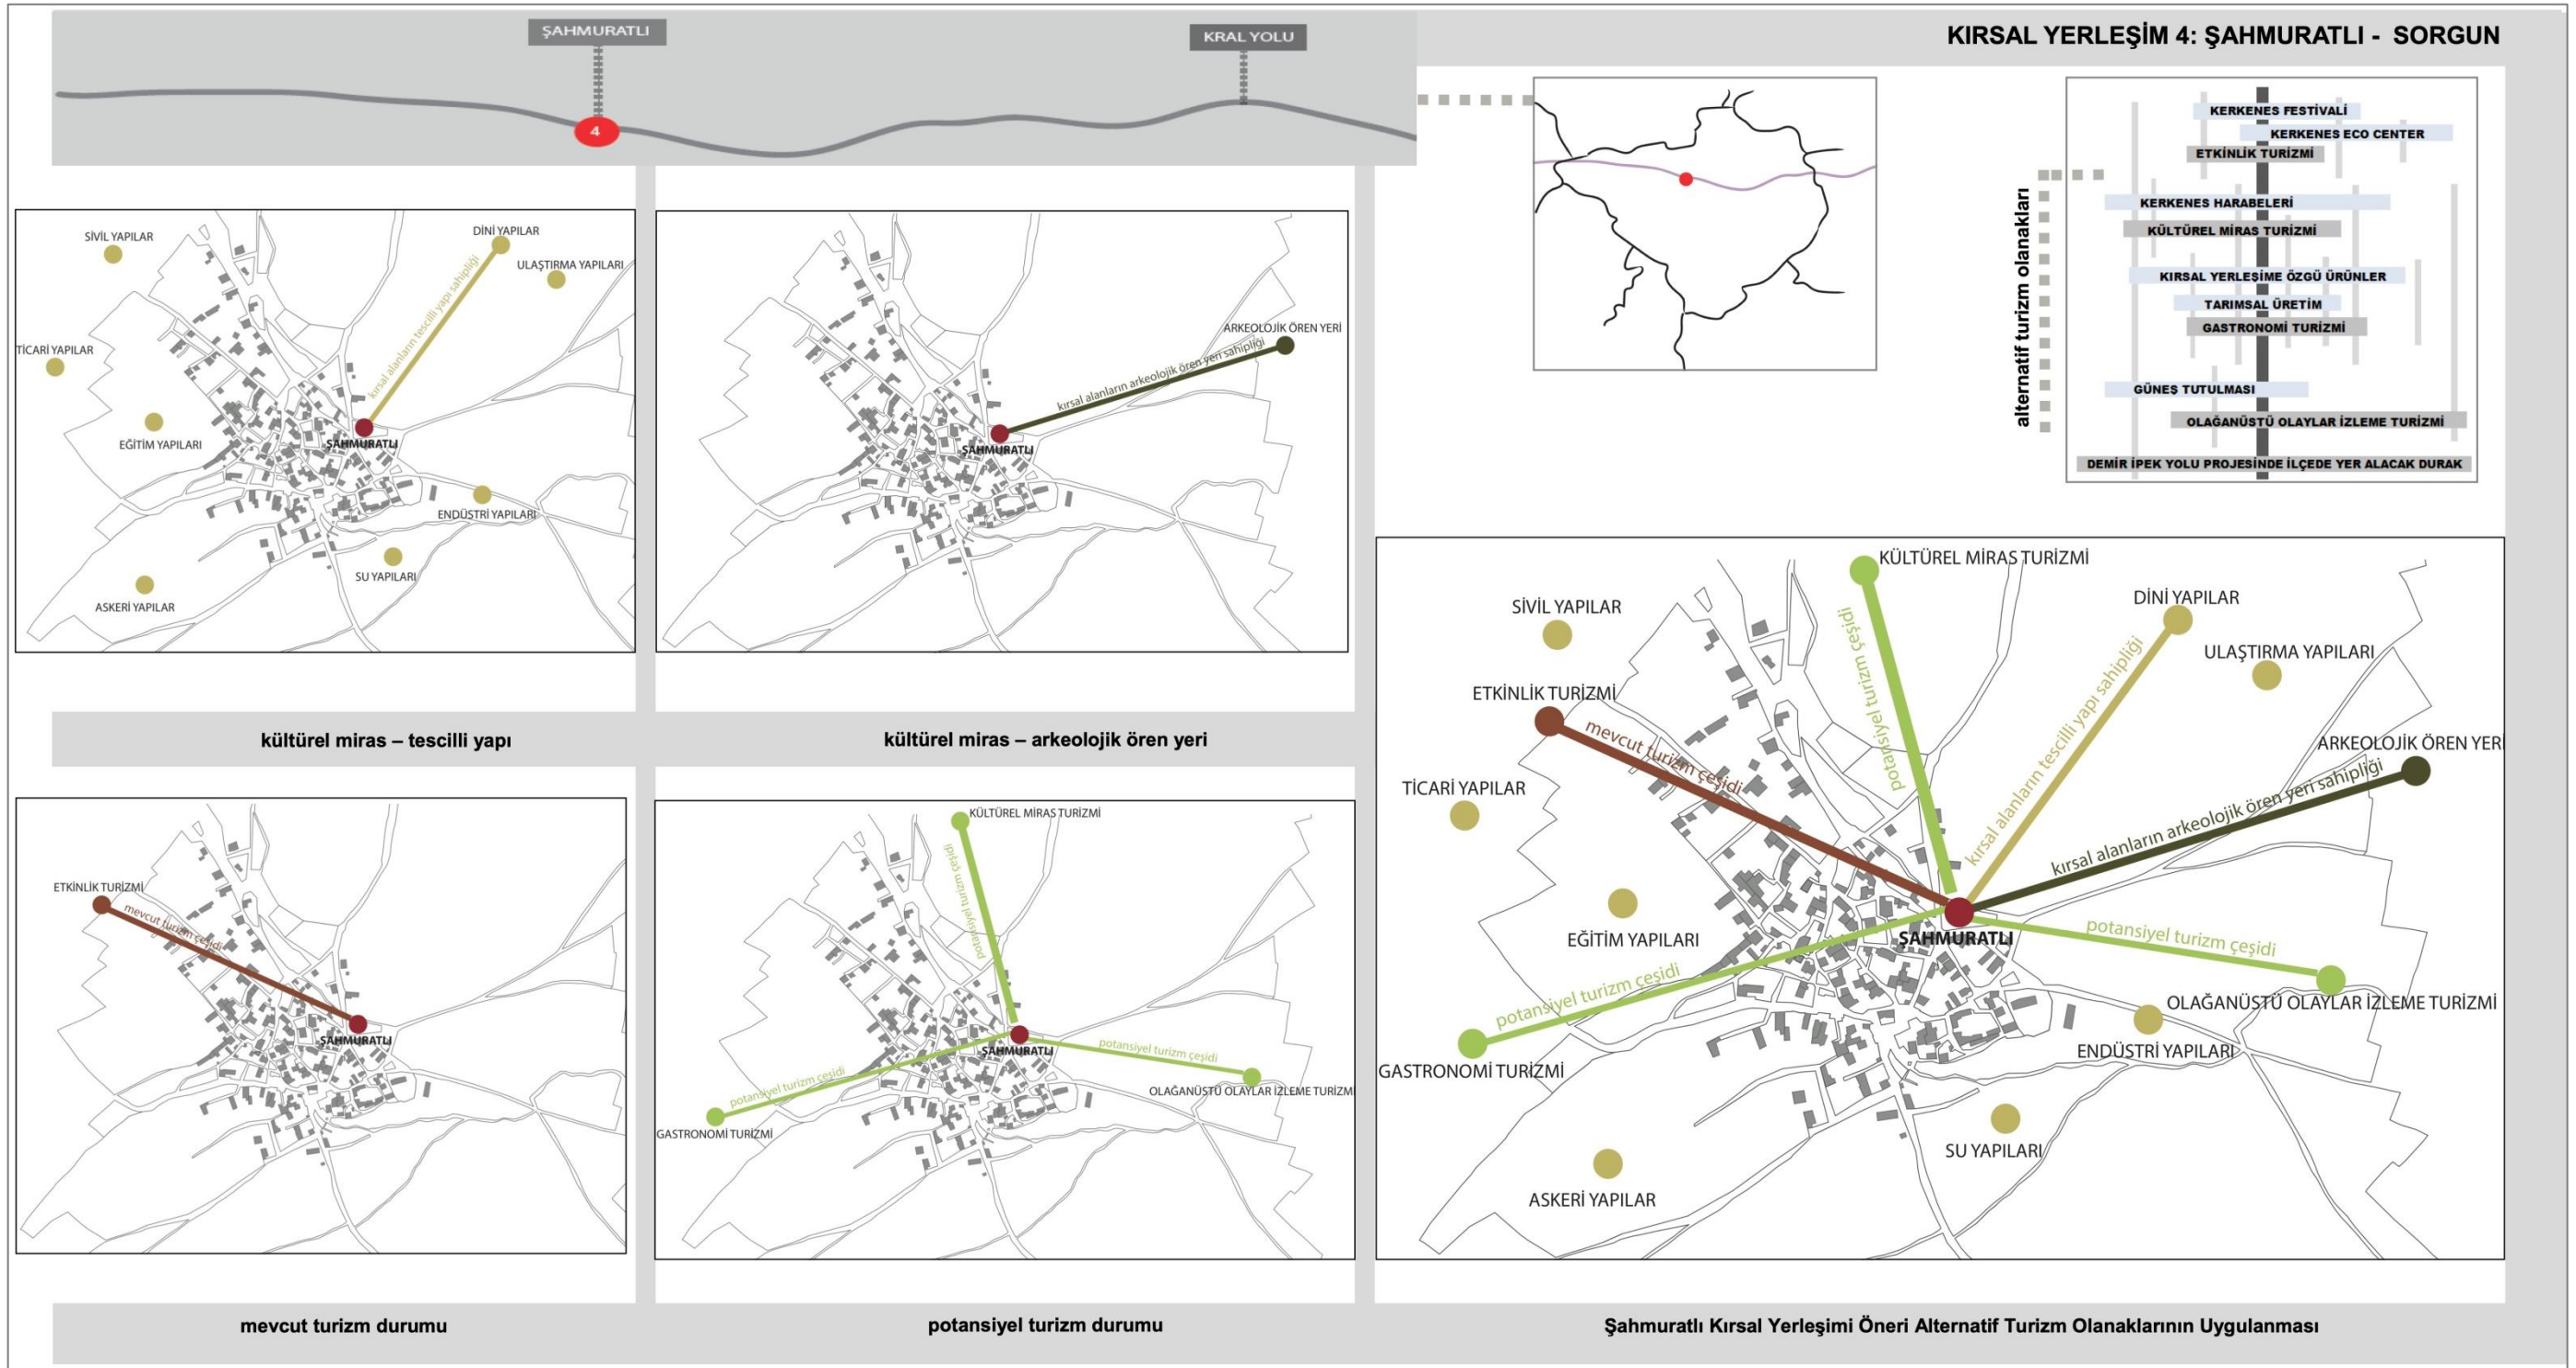 ŞAHMURATLI
KRAL YOLU
4
KIRSAL YERLEŞİM 4: ŞAHMURATLI - SORGUN
alternatif turizm olanakları
KERKENES FESTİVALİ
KERKENES ECO CENTER
ETKİNLİK TURİZMİ
KERKENES HARABELERİ
KÜLTÜREL MİRAS TURİZMİ
KIRSAL YERLEŞİME ÖZGÜ ÜRÜNLER
TARIMSAL ÜRETİM
GASTRONOMİ TURİZMİ
GÜNEŞ TUTULMASI
OLAĞANÜSTÜ OLAYLAR İZLEME TURİZMİ
DEMİR İPEK YOLU PROJESİNDE İLÇEDE YER ALACAK DURAK
SİVİL YAPILAR
DİNİ YAPILAR
ULAŞTIRMA YAPILARI
kırsal alanların tescilli yapı sahipliği
TİCARİ YAPILAR
EĞİTİM YAPILARI
ŞAHMURATLI
ENDÜSTRİ YAPILARI
SU YAPILARI
ASKERİ YAPILAR
kültürel miras – tescilli yapı
ARKEOLOJİK ÖREN YERİ
kırsal alanların arkeolojik ören yeri sahipliği
ŞAHMURATLI
kültürel miras – arkeolojik ören yeri
ETKİNLİK TURİZMİ
mevcut turizm çeşidi
ŞAHMURATLI
mevcut turizm durumu
KÜLTÜREL MİRAS TURİZMİ
potansiyel turizm çeşidi
ŞAHMURATLI
potansiyel turizm çeşidi
OLAĞANÜSTÜ OLAYLAR İZLEME TURİZMİ
potansiyel turizm çeşidi
GASTRONOMİ TURİZMİ
potansiyel turizm durumu
KÜLTÜREL MİRAS TURİZMİ
SİVİL YAPILAR
DİNİ YAPILAR
ULAŞTIRMA YAPILARI
ETKİNLİK TURİZMİ
mevcut turizm çeşidi
potansiyel turizm çeşidi
kırsal alanların tescilli yapı sahipliği
ARKEOLOJİK ÖREN YERİ
kırsal alanların arkeolojik ören yeri sahipliği
TİCARİ YAPILAR
EĞİTİM YAPILARI
ŞAHMURATLI
potansiyel turizm çeşidi
potansiyel turizm çeşidi
OLAĞANÜSTÜ OLAYLAR İZLEME TURİZMİ
ENDÜSTRİ YAPILARI
GASTRONOMİ TURİZMİ
SU YAPILARI
ASKERİ YAPILAR
Şahmuratlı Kırsal Yerleşimi Öneri Alternatif Turizm Olanaklarının Uygulanması